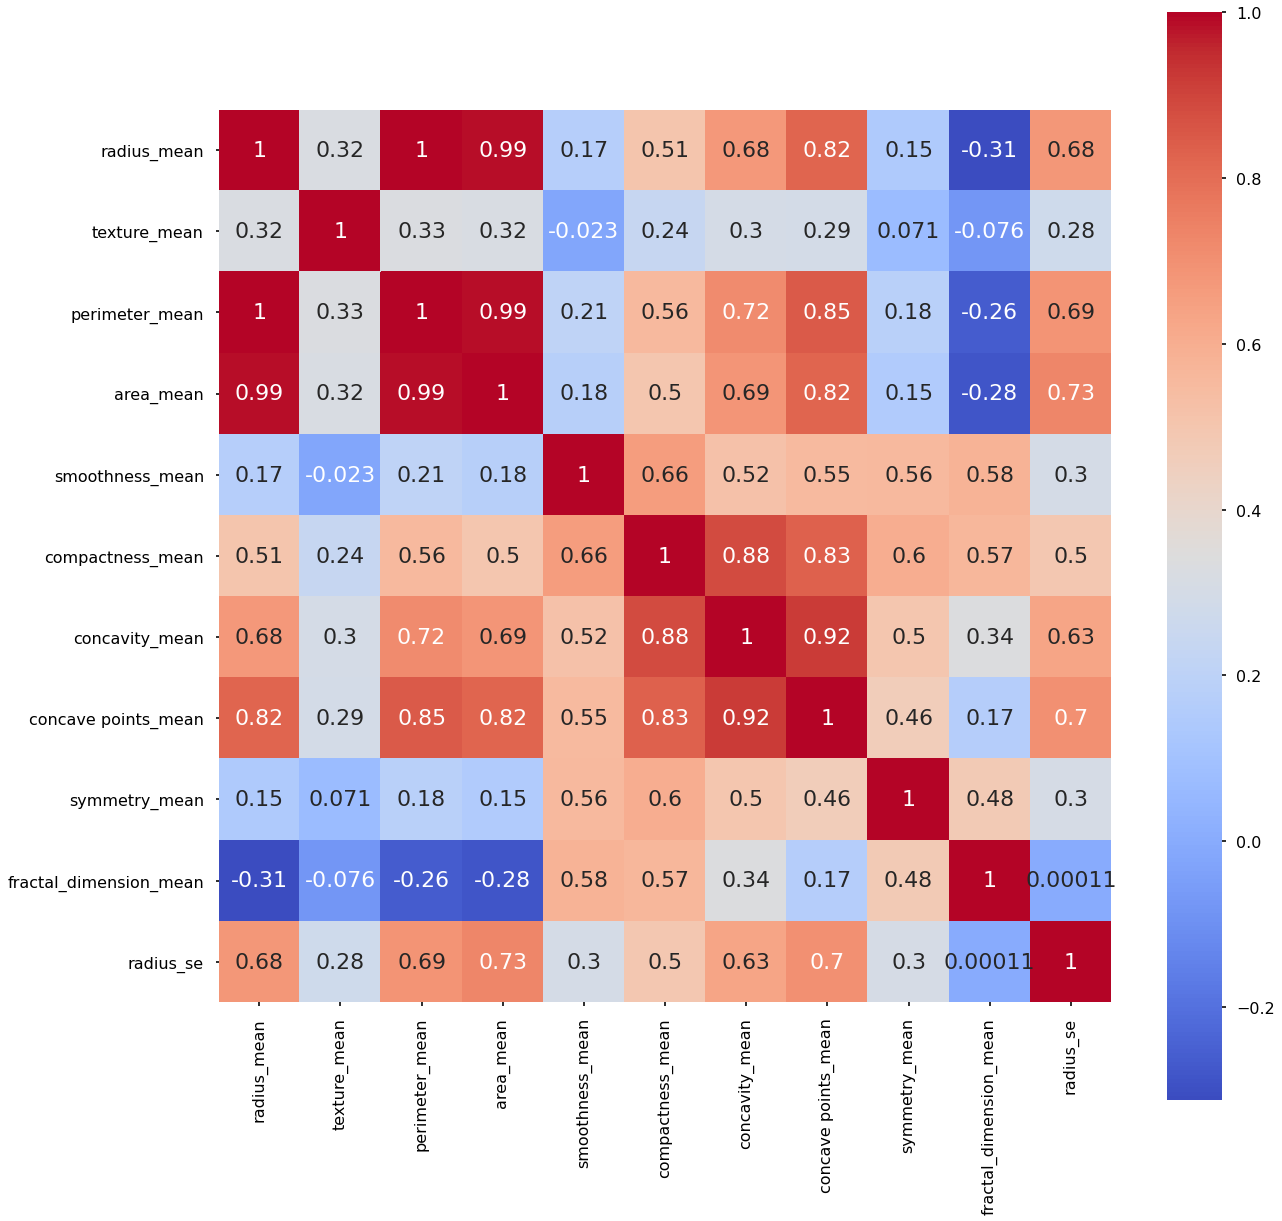 1.0
radius_mean 1 0.32 1 0.99 0.17 0.51 0.68 0.82 0.15 -0.31 0.68
0.8
texture_mean 0.32 1 0.33 0.32 -0.023 0.24 0.3 0.29 0.071 -0.076 0.28
perimeter_mean 1 0.33 1 0.99 0.21 0.56 0.72 0.85 0.18 -0.26 0.69
0.6
area_mean 0.99 0.32 0.99 1 0.18 0.5 0.69 0.82 0.15 -0.28 0.73
smoothness_mean 0.17 -0.023 0.21 0.18 1 0.66 0.52 0.55 0.56 0.58 0.3
0.4
compactness_mean 0.51 0.24 0.56 0.5 0.66 1 0.88 0.83 0.6 0.57 0.5
concavity_mean 0.68 0.3 0.72 0.69 0.52 0.88 1 0.92 0.5 0.34 0.63
0.2
concave points_mean 0.82 0.29 0.85 0.82 0.55 0.83 0.92 1 0.46 0.17 0.7
symmetry_mean 0.15 0.071 0.18 0.15 0.56 0.6 0.5 0.46 1 0.48 0.3
0.0
fractal_dimension_mean -0.31 -0.076 -0.26 -0.28 0.58 0.57 0.34 0.17 0.48 1 0.00011
radius_se 0.68 0.28 0.69 0.73 0.3 0.5 0.63 0.7 0.3 0.00011 1
−0.2
radius_mean
texture_mean
perimeter_mean
area_mean
smoothness_mean
compactness_mean
concavity_mean
concave points_mean
symmetry_mean
fractal_dimension_mean
radius_se